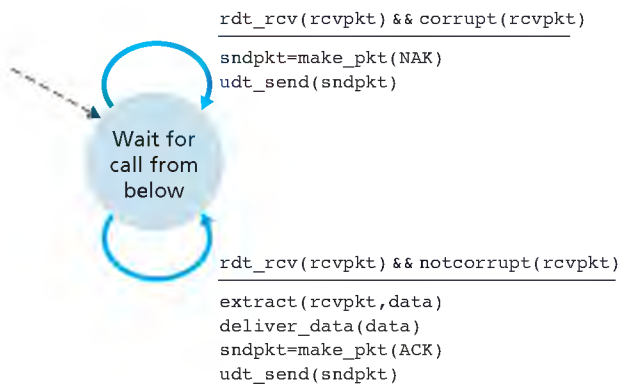 rdt_rcv(rcvpkt) && corrupt(rcvpkt)
sndpkt=make_pkt(NAK)
udt_send(sndpkt)
Wait for
call from
below
rdt_rcv(rcvpkt) && notcorrupt(rcvpkt)
extract(rcvpkt,data)
deliver_data(data)
sndpkt=make_pkt(ACK)
udt_send(sndpkt)